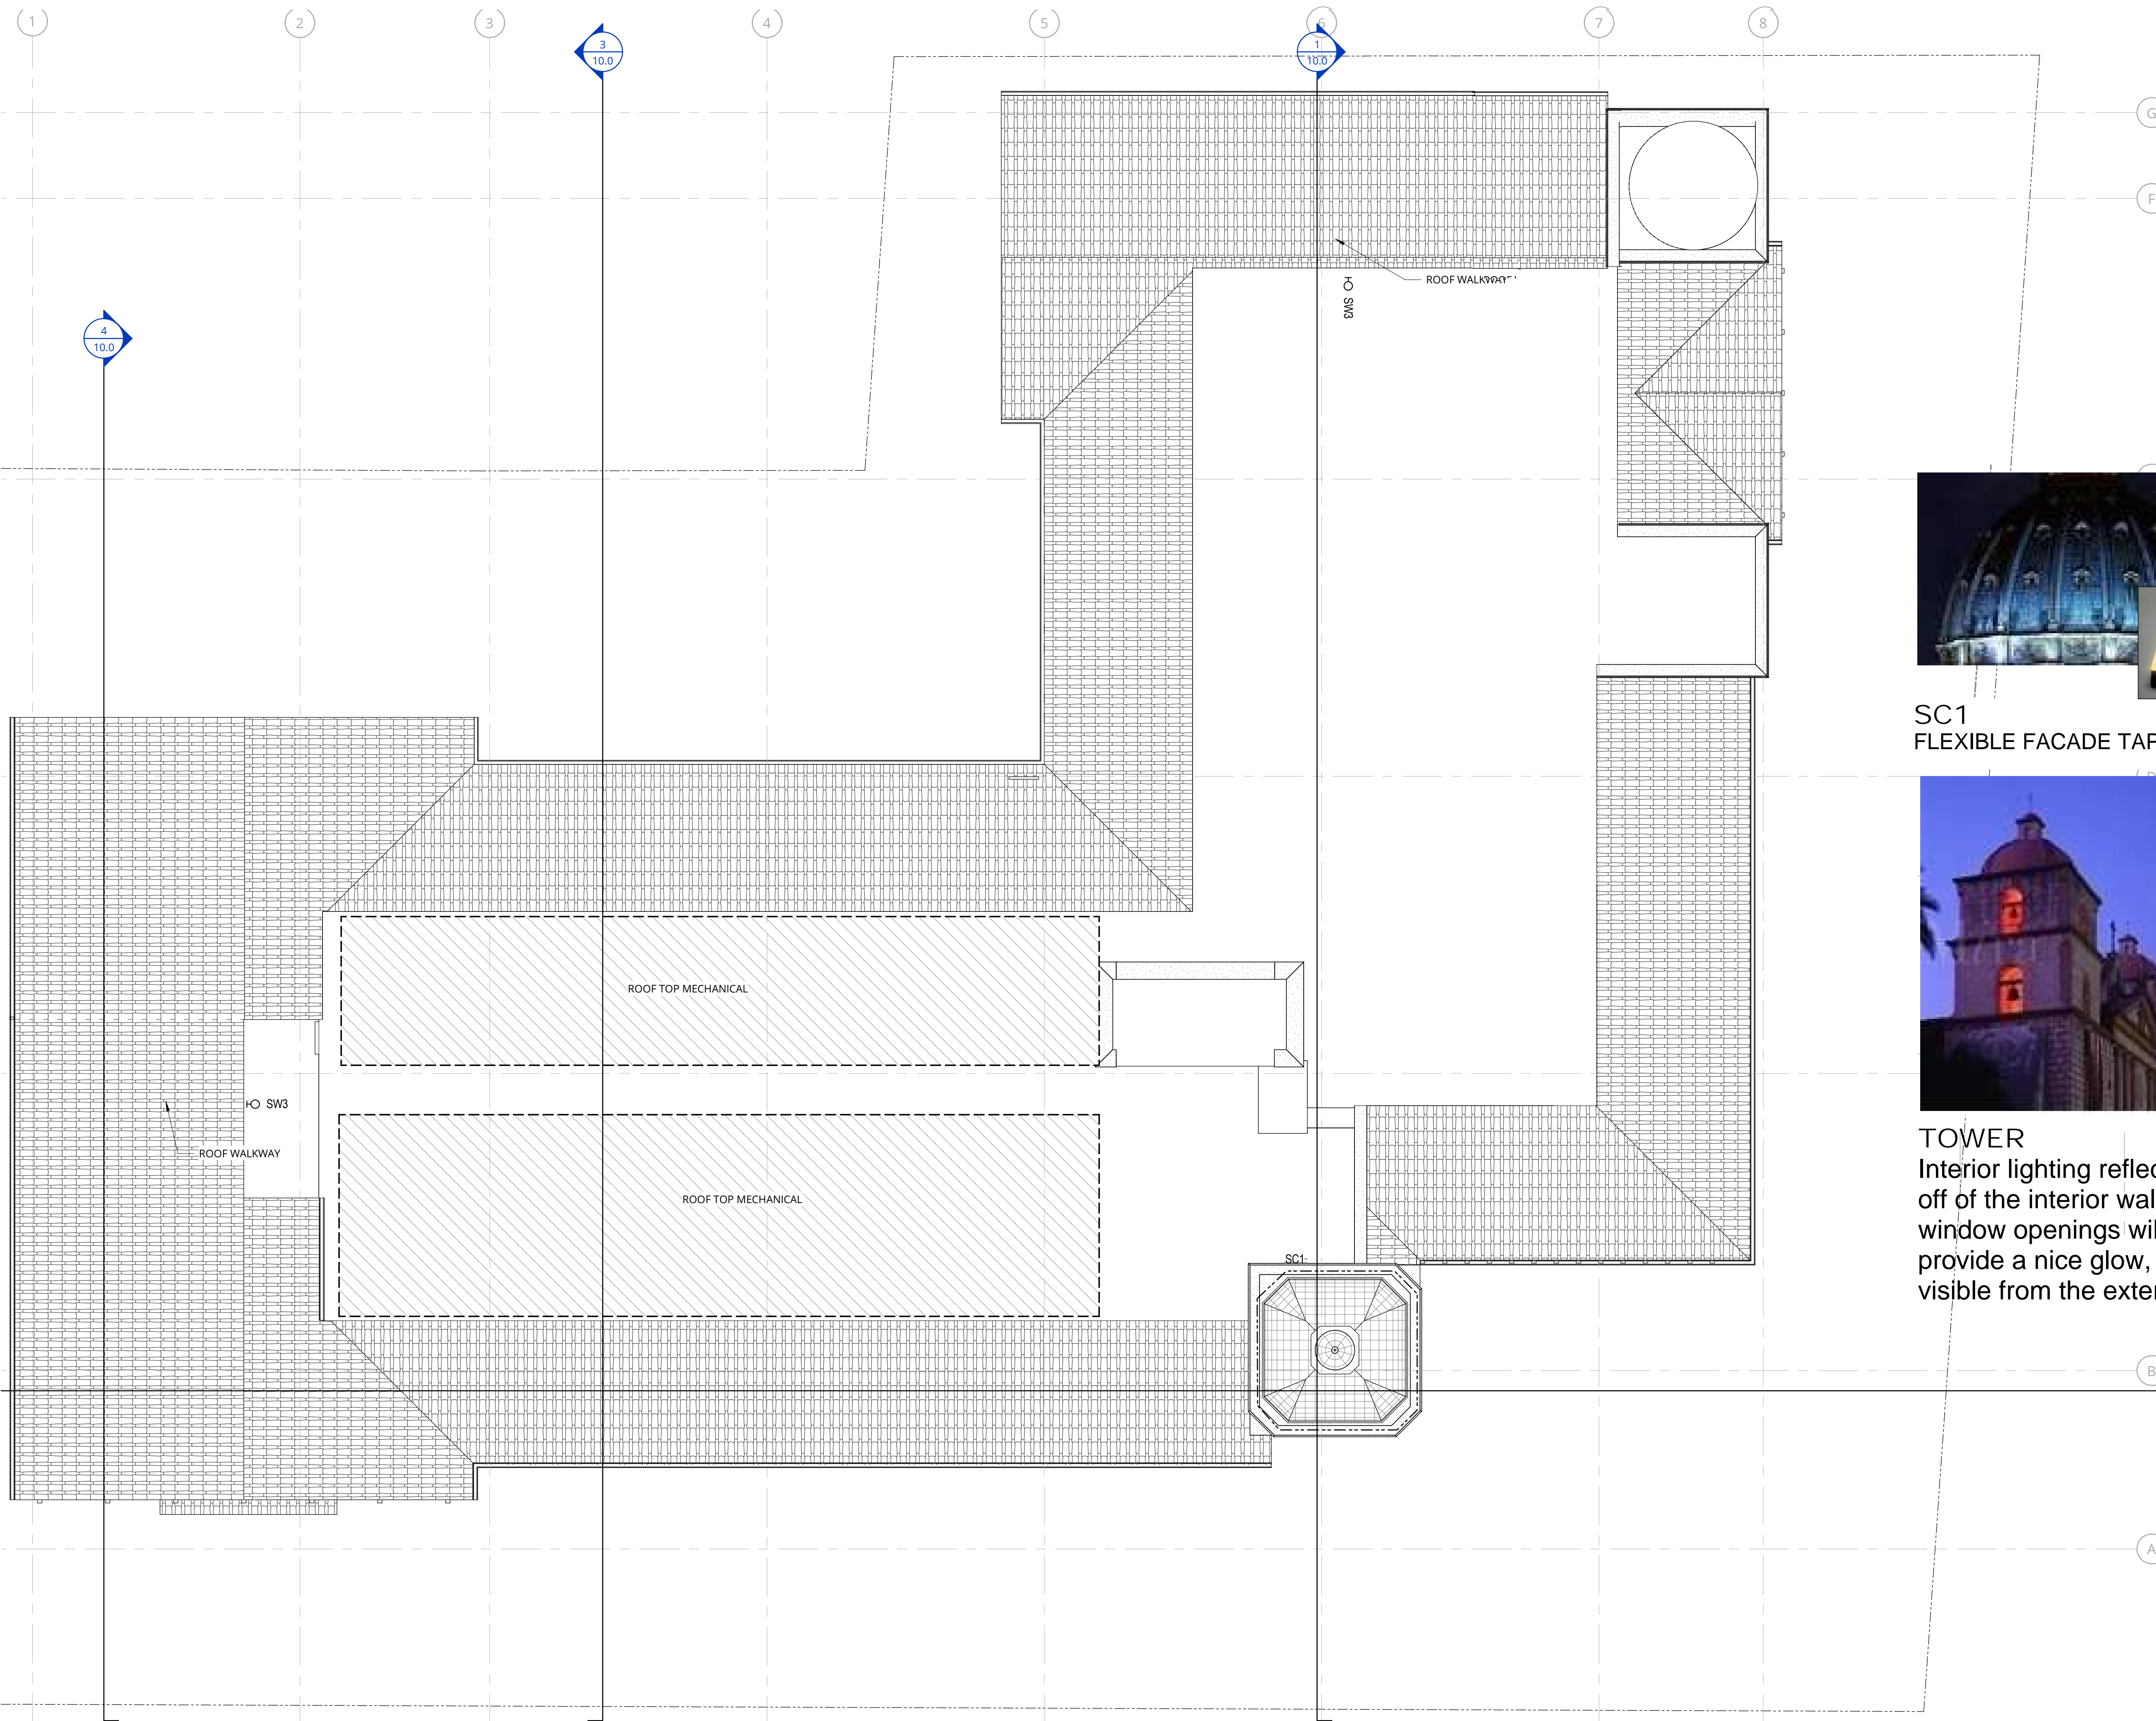 1
2
3
4
5
6
7
8
3
10.0
1
10.0
G
F
ROOF WALKWAY
SW3
4
10.0
SC1
FLEXIBLE FACADE TAP
ROOF TOP MECHANICAL
SW3
ROOF WALKWAY
TOWER
Interior lighting reflec
off of the interior wal
window openings wil
provide a nice glow,
visible from the exter
ROOF TOP MECHANICAL
SC1
B
A